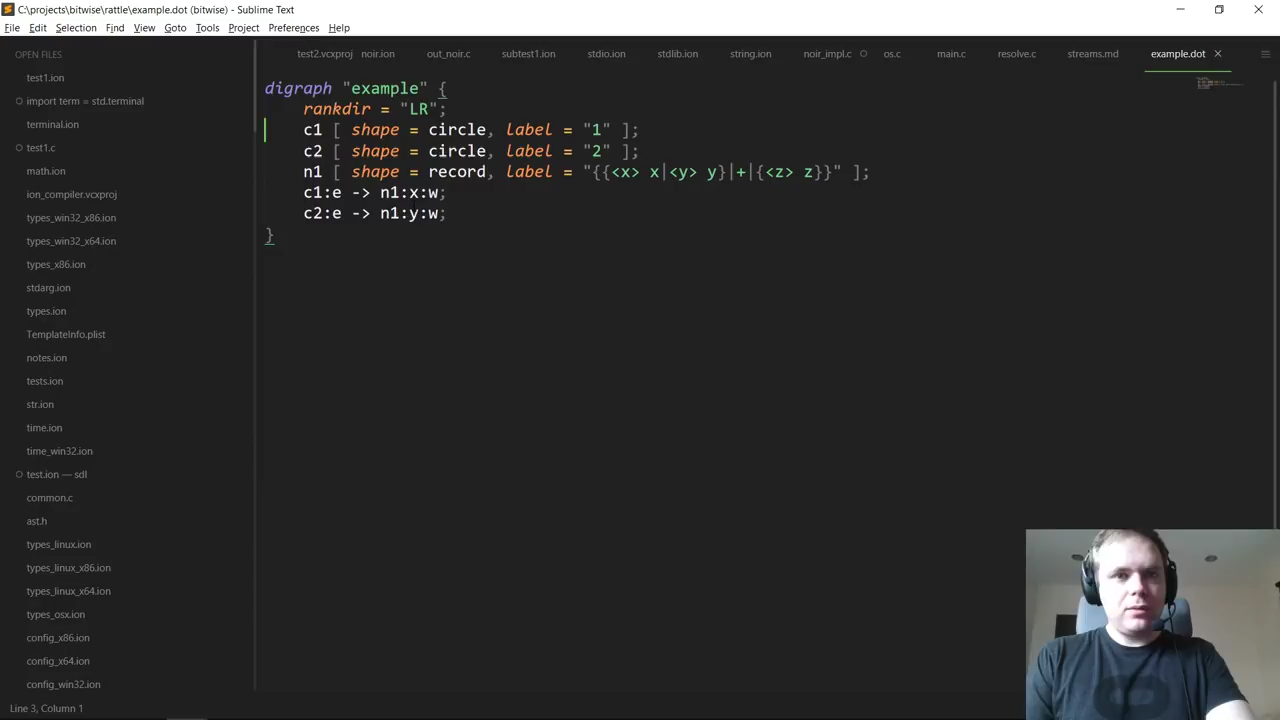 C:\projects\bitwise\rattle\example.dot (bitwise) - Sublime Text
File Edit Selection Find View Goto Tools Project Preferences Help
OPEN FILES
test1.ion
import term = std.terminal
terminal.ion
test1.c
math.ion
ion_compiler.vcxproj
types_win32_x86.ion
types_win32_x64.ion
types_x86.ion
stdarg.ion
types.ion
TemplateInfo.plist
notes.ion
tests.ion
str.ion
time.ion
time_win32.ion
test.ion — sdl
common.c
ast.h
types_linux.ion
types_linux_x86.ion
types_linux_x64.ion
types_osx.ion
config_x86.ion
config_x64.ion
config_win32.ion
test2.vcxproj noir.ion out_noir.c subtest1.ion stdio.ion stdlib.ion string.ion noir_impl.c os.c main.c resolve.c streams.md example.dot
digraph "example" {
rankdir = "LR";
c1 [ shape = circle, label = "1" ];
c2 [ shape = circle, label = "2" ];
n1 [ shape = record, label = "{{<x> x|<y> y}|+|{<z> z}}" ];
c1:e -> n1:x:w;
c2:e -> n1:y:w;
}
Line 3, Column 1